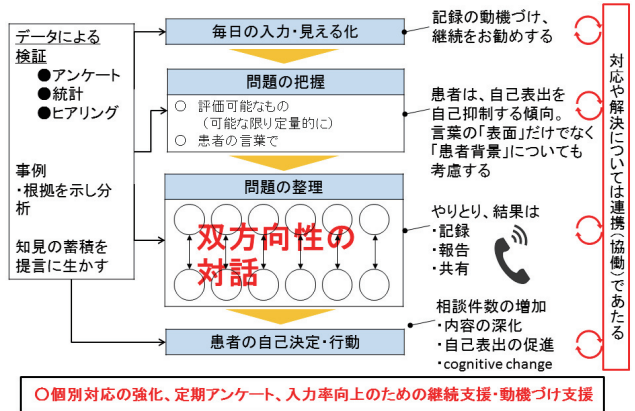 データによる
検証
●アンケート
●統計
●ヒアリング
事例
・根拠を示し分
析
知見の蓄積を
提言に生かす
毎日の入力・見える化
問題の把握
○ 評価可能なもの
（可能な限り定量的に）
○ 患者の言葉で
問題の整理
双方向性の
対話
患者の自己決定・行動
記録の動機づけ、
継続をお勧めする
患者は、自己表出を
自己抑制する傾向。
言葉の「表面」だけでなく
「患者背景」についても
考慮する
やりとり、結果は
・記録
・報告
・共有
相談件数の増加
・内容の深化
・自己表出の促進
・cognitive change
対応や解決については連携（協働）であたる
○個別対応の強化、定期アンケート、入力率向上のための継続支援・動機づけ支援